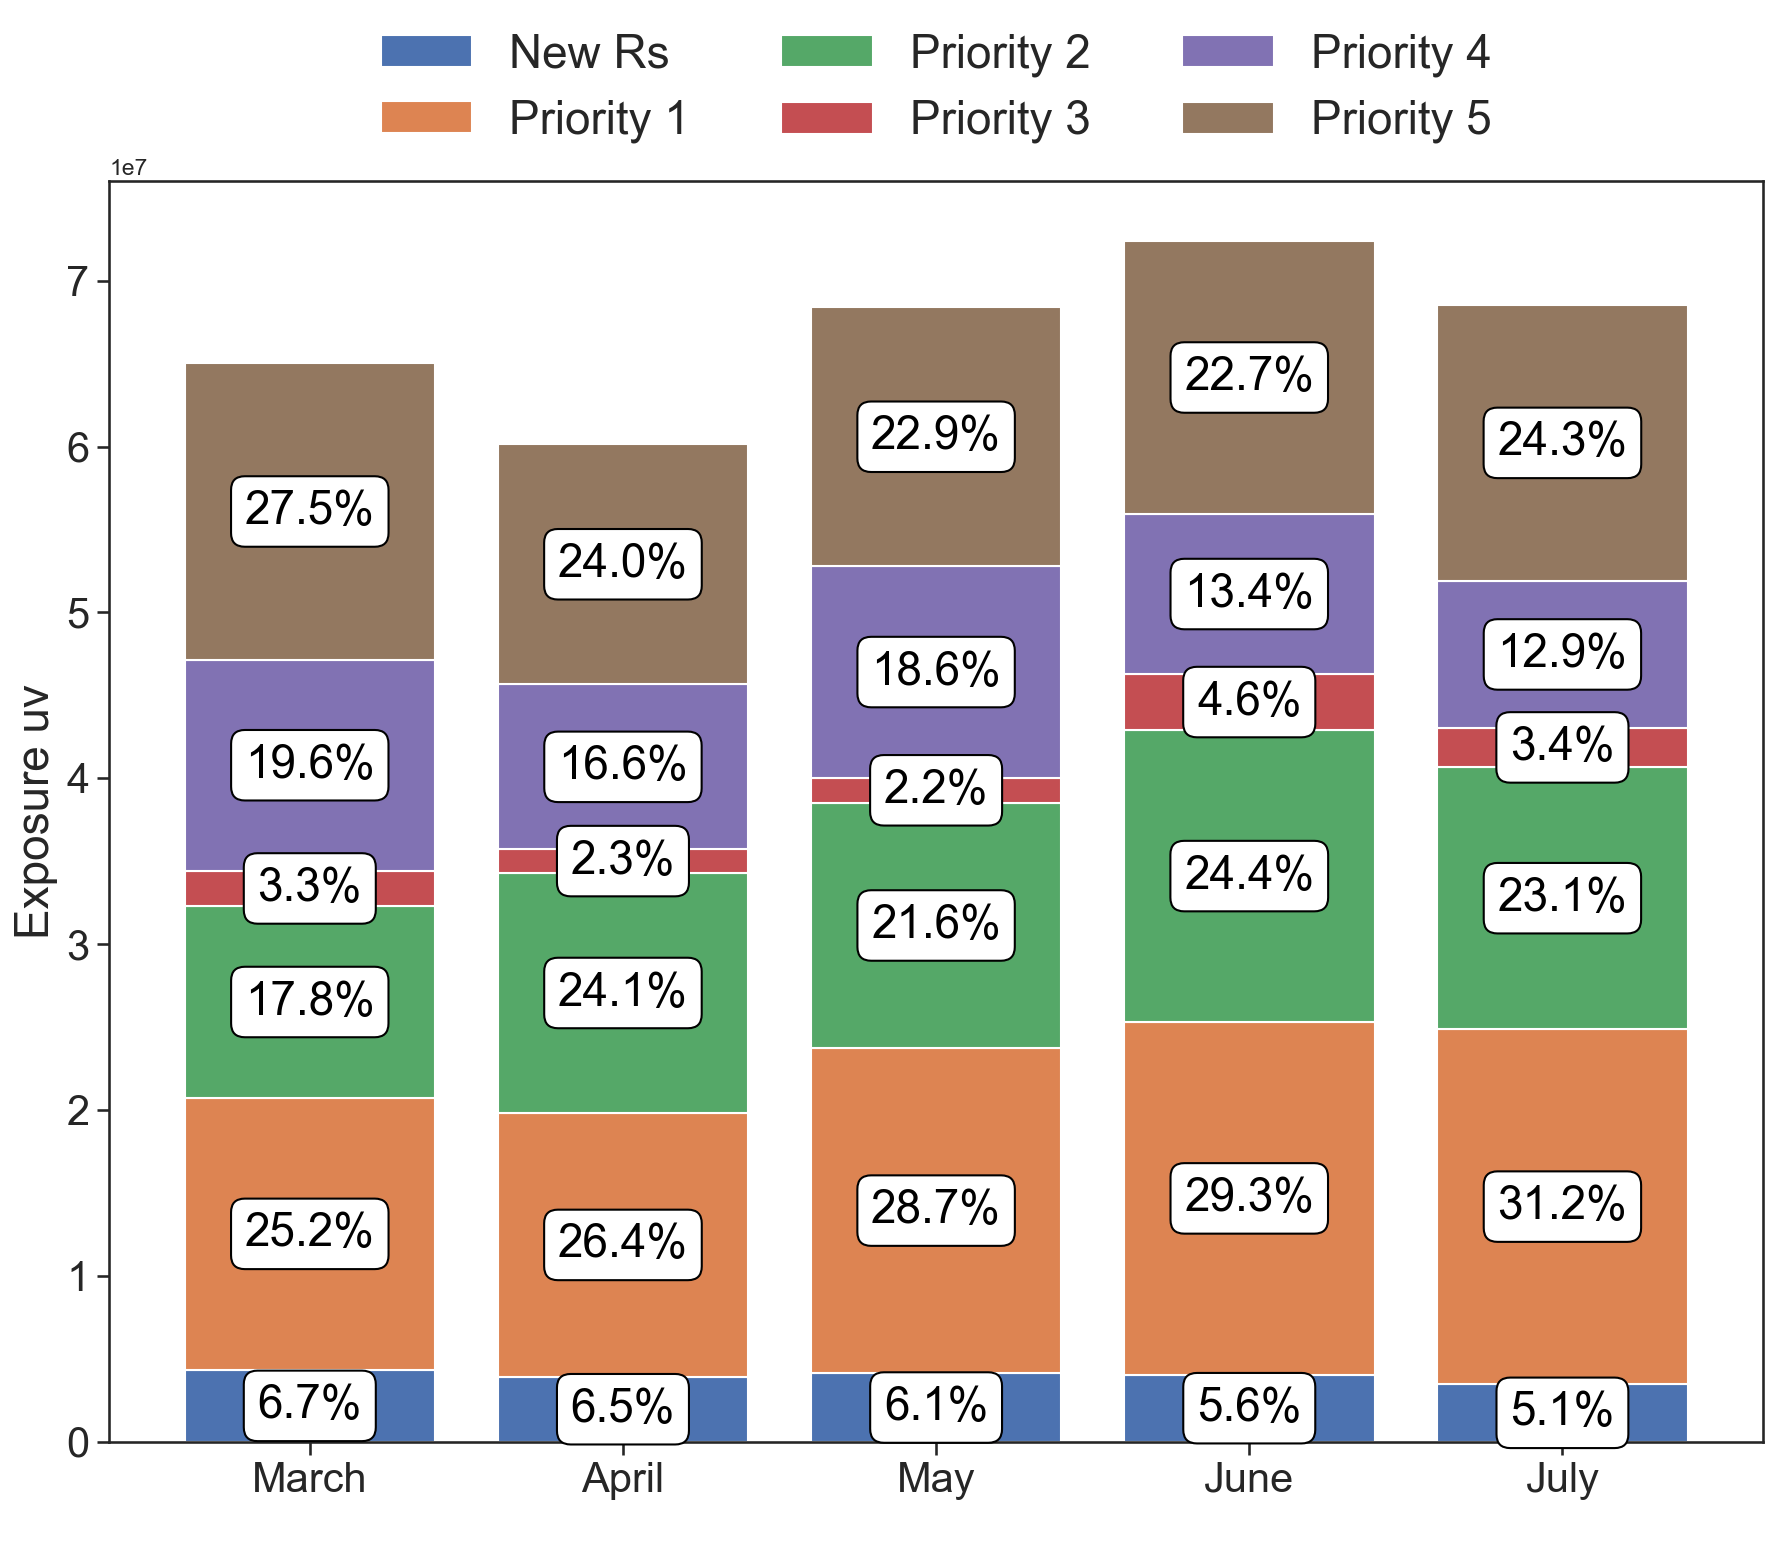 New Rs
Priority 1
Priority 2
Priority 3
Priority 4
Priority 5
1e7
Exposure uv
7
6
5
4
3
2
1
0
27.5%
19.6%
3.3%
17.8%
25.2%
6.7%
24.0%
16.6%
2.3%
24.1%
26.4%
6.5%
22.9%
18.6%
2.2%
21.6%
28.7%
6.1%
22.7%
13.4%
4.6%
24.4%
29.3%
5.6%
24.3%
12.9%
3.4%
23.1%
31.2%
5.1%
March
April
May
June
July